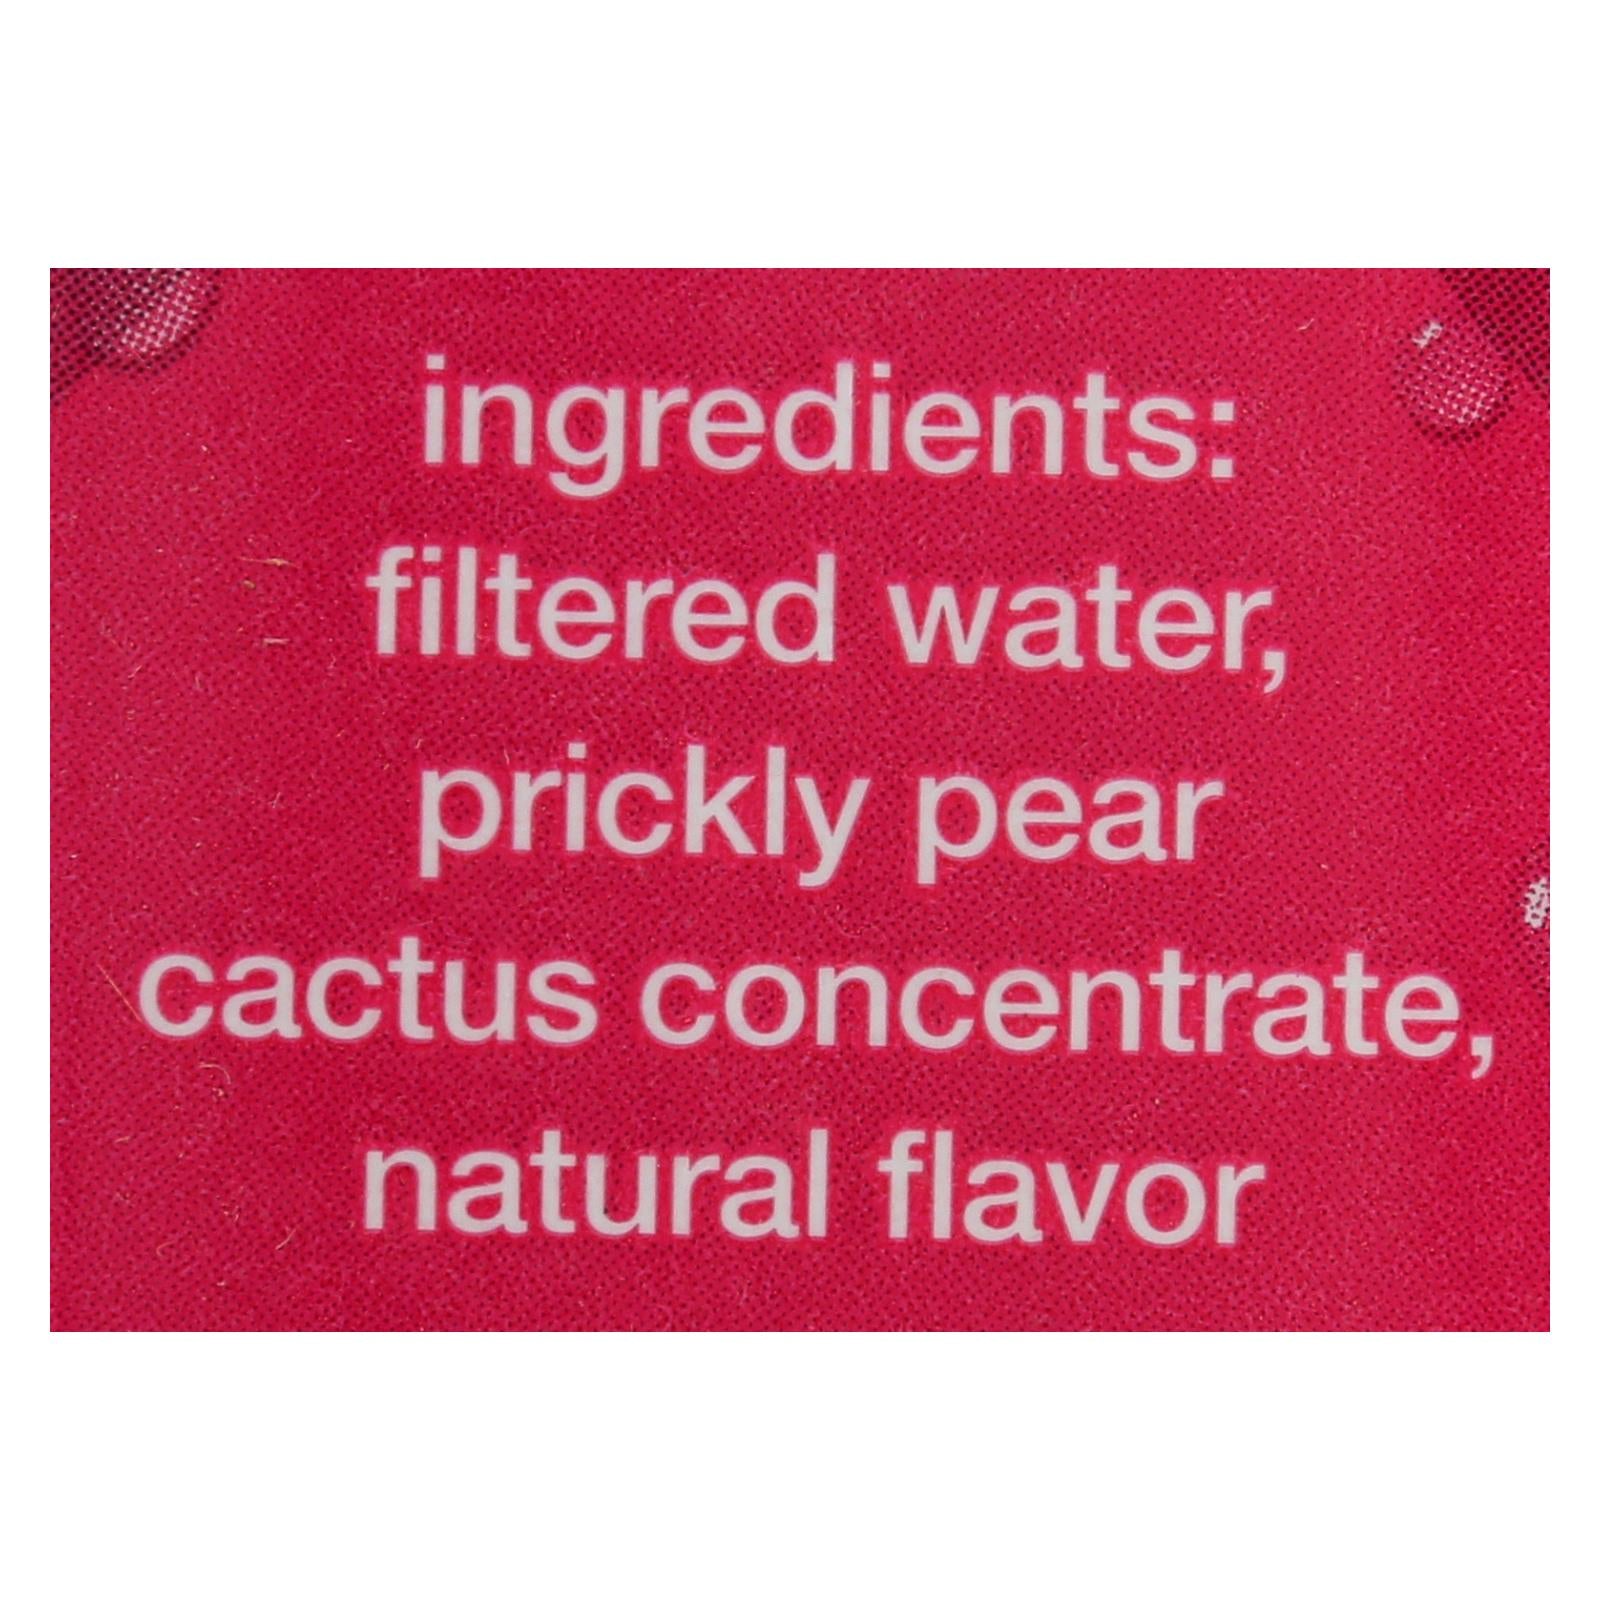 ingredients:
filtered water,
prickly pear
cactus concentrate,
natural flavor